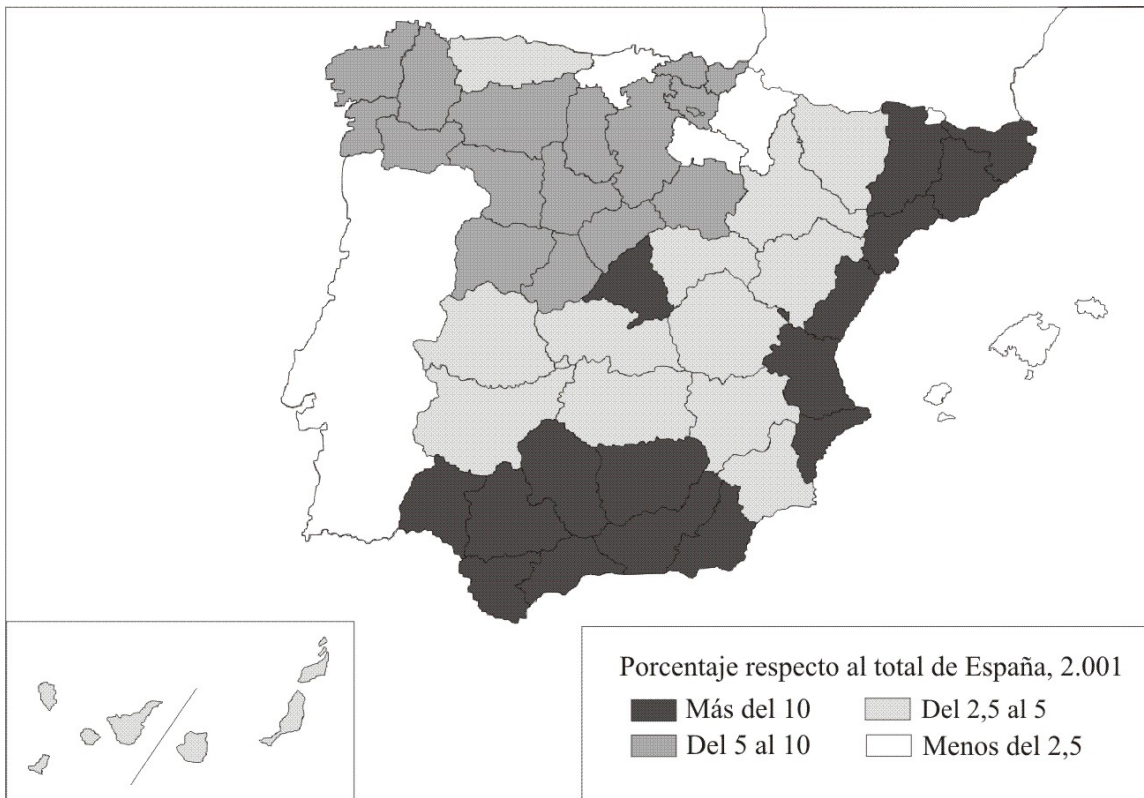 Porcentaje respecto al total de España, 2.001
Más del 10
Del 2,5 al 5
Del 5 al 10
Menos del 2,5